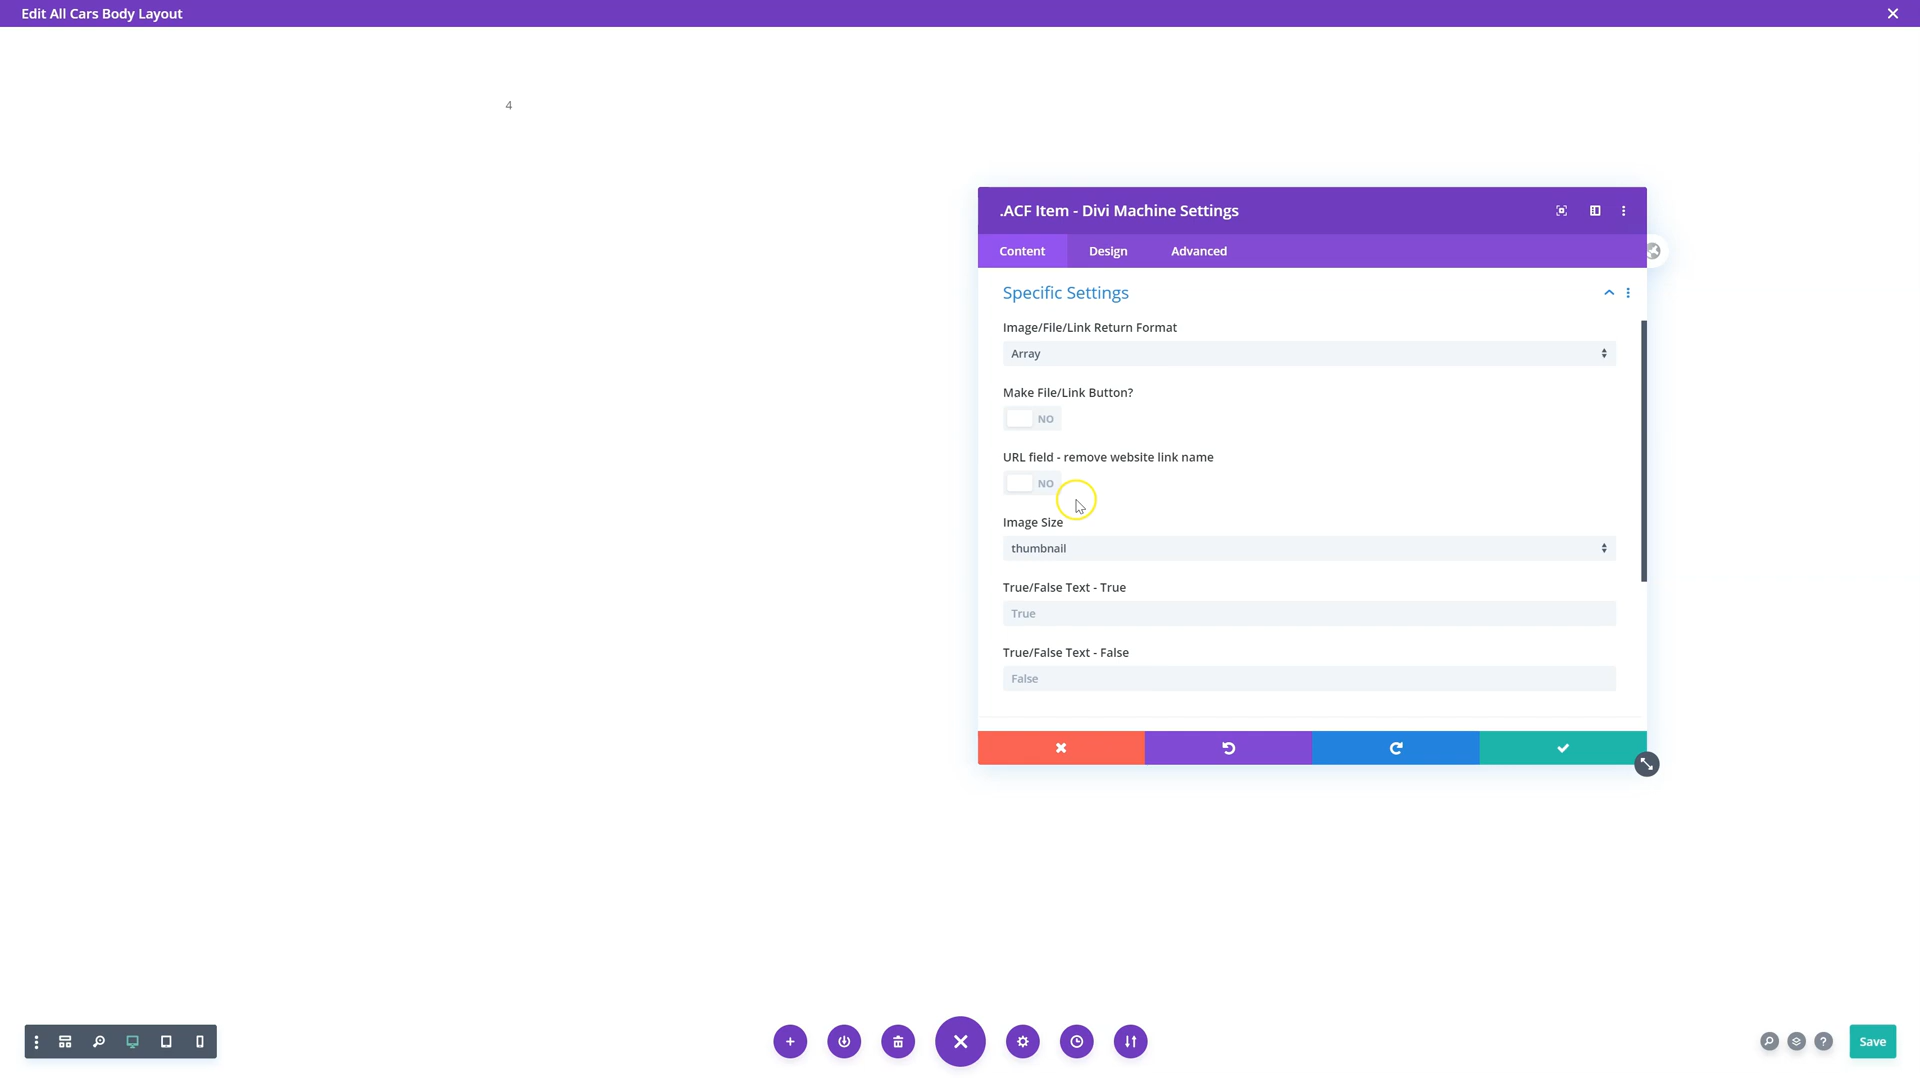 Edit All Cars Body Layout
4
.ACF Item - Divi Machine Settings
Content Design Advanced
Specific Settings
Image/File/Link Return Format
Array
Make File/Link Button?
NO
URL field - remove website link name
NO
Image Size
thumbnail
True/False Text - True
True
True/False Text - False
False
Save